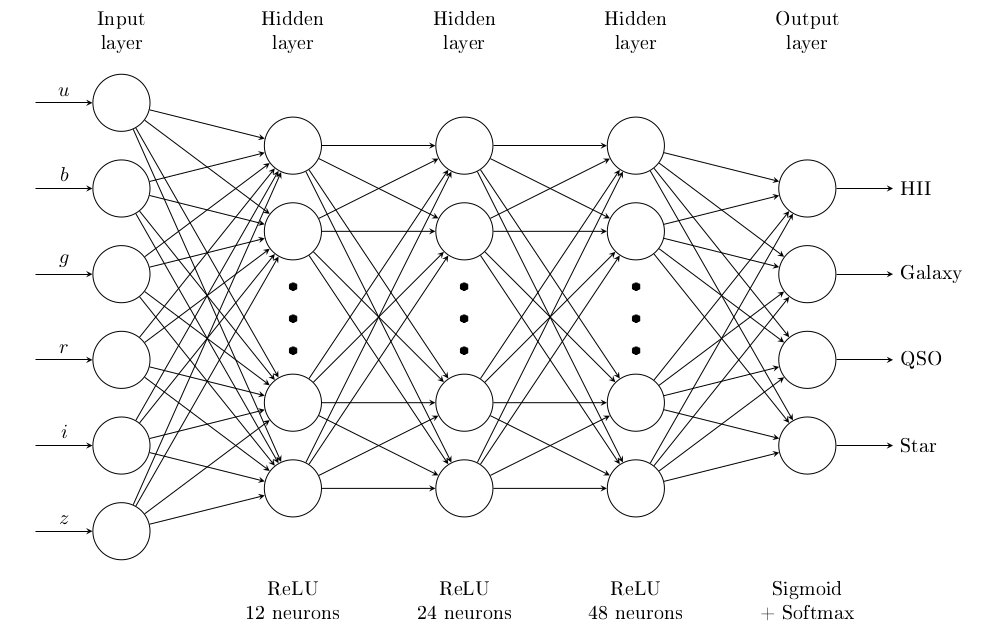 Input
layer
Hidden
layer
Hidden
layer
Hidden
layer
Output
layer
u
b
g
r
i
z
HII
Galaxy
QSO
Star
ReLU
12 neurons
ReLU
24 neurons
ReLU
48 neurons
Sigmoid
+ Softmax